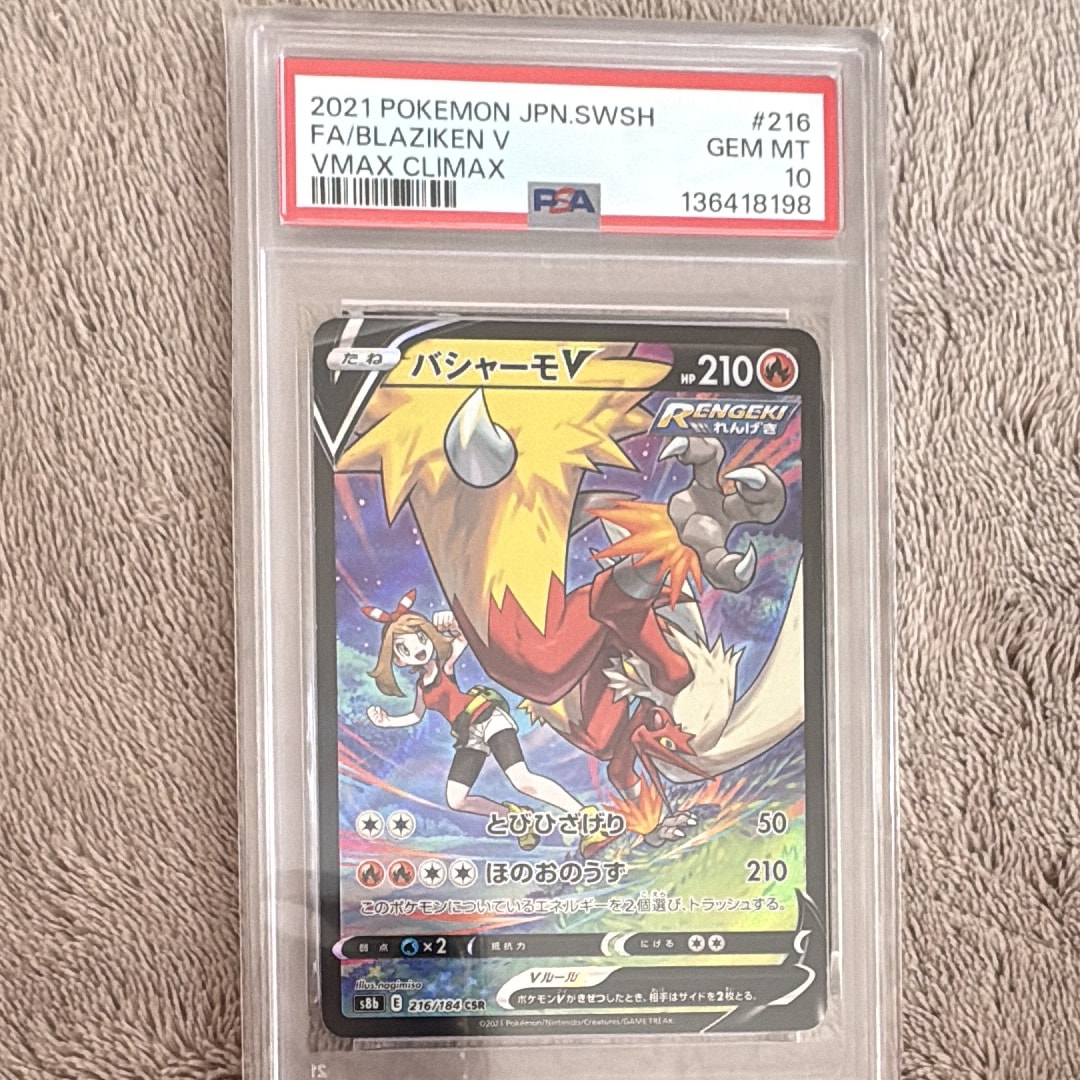 2021 POKEMON JPN.SWSH #216
FA/BLAZIKEN V GEM MT
VMAX CLIMAX 10
PSA 136418198
たね バシャーモV HP 210
RENGEKI
れんげき
とびひざげり 50
ほのおのうず 210
このポケモンについているエネルギーを2個選び、トラッシュする。
弱点 ×2 抵抗力 にげる
Vルール
ポケモンVがきぜつしたとき、相手はサイドを2枚とる。
illus.nagimiso
s8b E 216/184 CSR
©2021 Pokémon/Nintendo/Creatures/GAME FREAK.